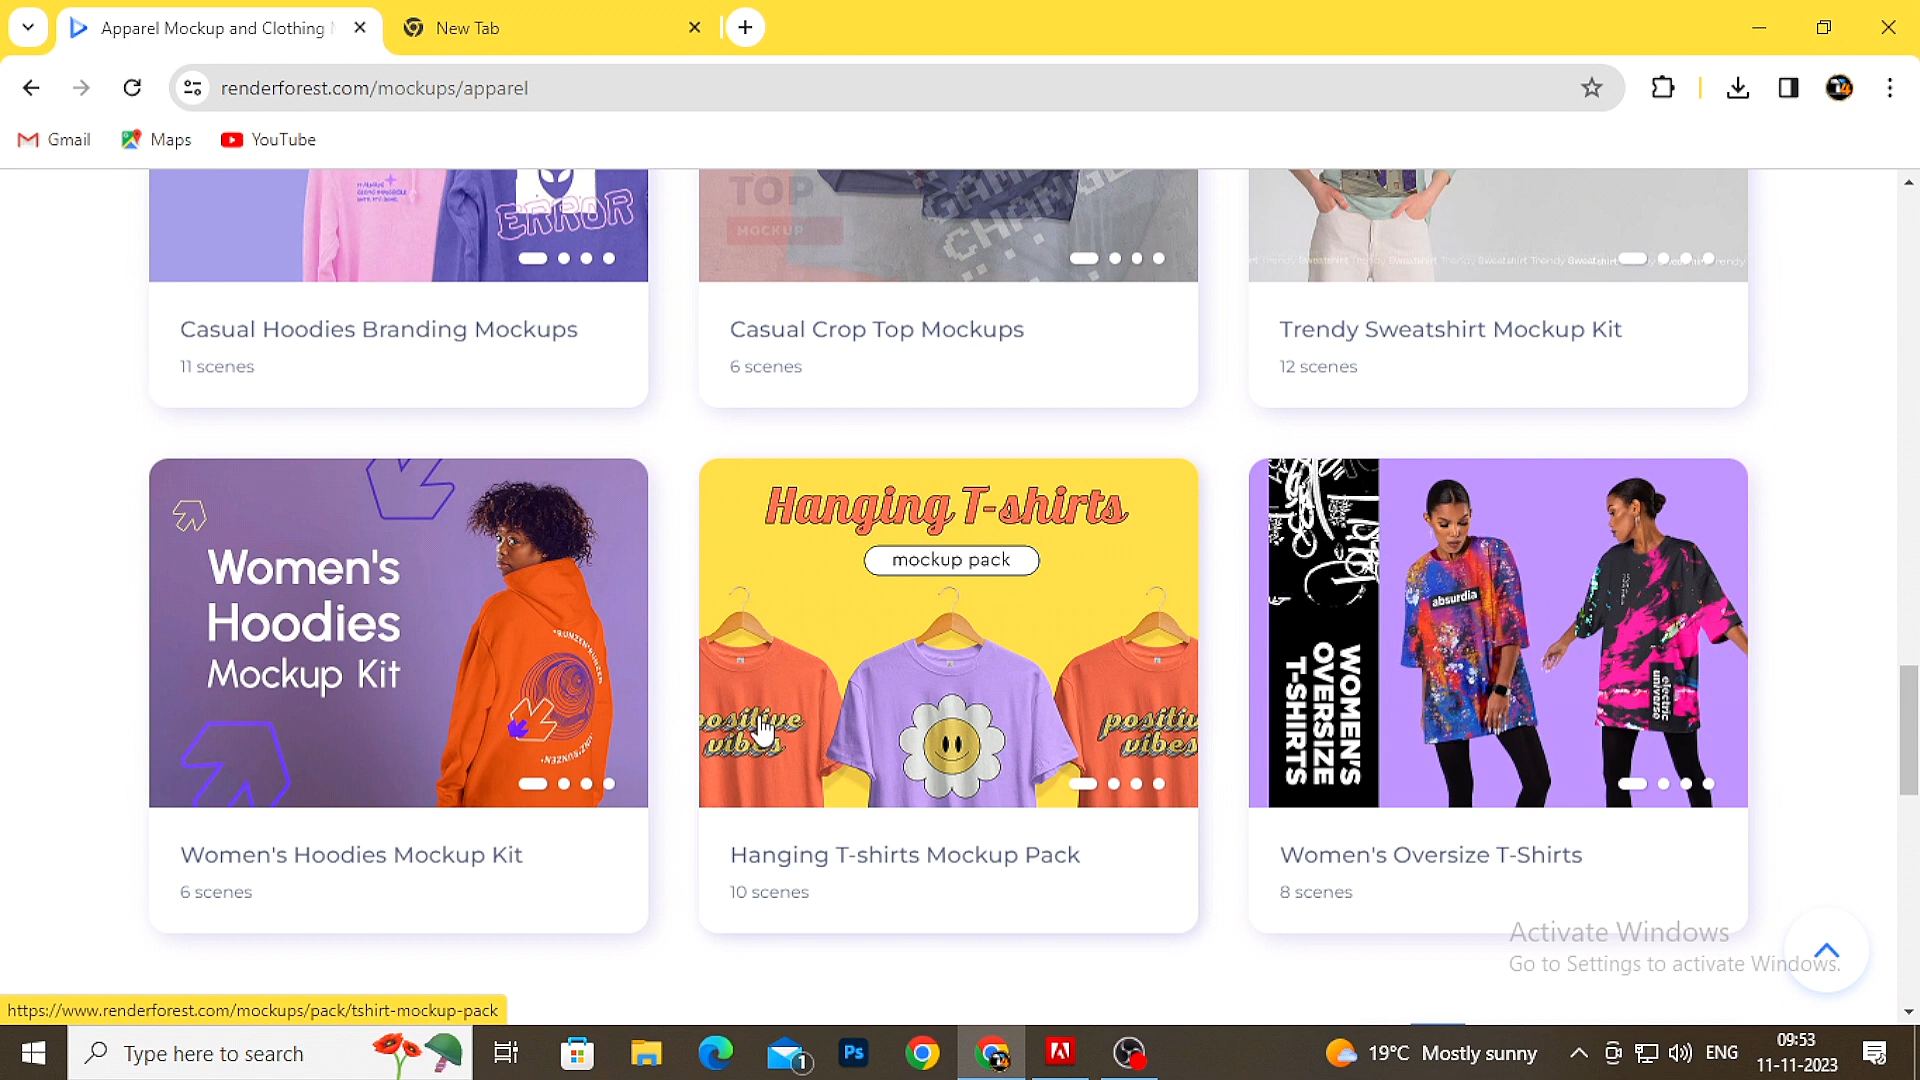 Apparel Mockup and Clothing
New Tab
renderforest.com/mockups/apparel
Gmail
Maps
YouTube
ERROR
TOP
MOCKUP
Casual Hoodies Branding Mockups
11 scenes
Casual Crop Top Mockups
6 scenes
Trendy Sweatshirt Mockup Kit
12 scenes
Women's
Hoodies
Mockup Kit
Hanging T-shirts
mockup pack
positive
vibes
positive
vibes
WOMEN'S
OVERSIZE
T-SHIRTS
absurdia
electric
universe
Women's Hoodies Mockup Kit
6 scenes
Hanging T-shirts Mockup Pack
10 scenes
Women's Oversize T-Shirts
8 scenes
Activate Windows
Go to Settings to activate Windows.
https://www.renderforest.com/mockups/pack/tshirt-mockup-pack
Type here to search
1
Ps
19°C Mostly sunny
ENG
09:53
11-11-2023